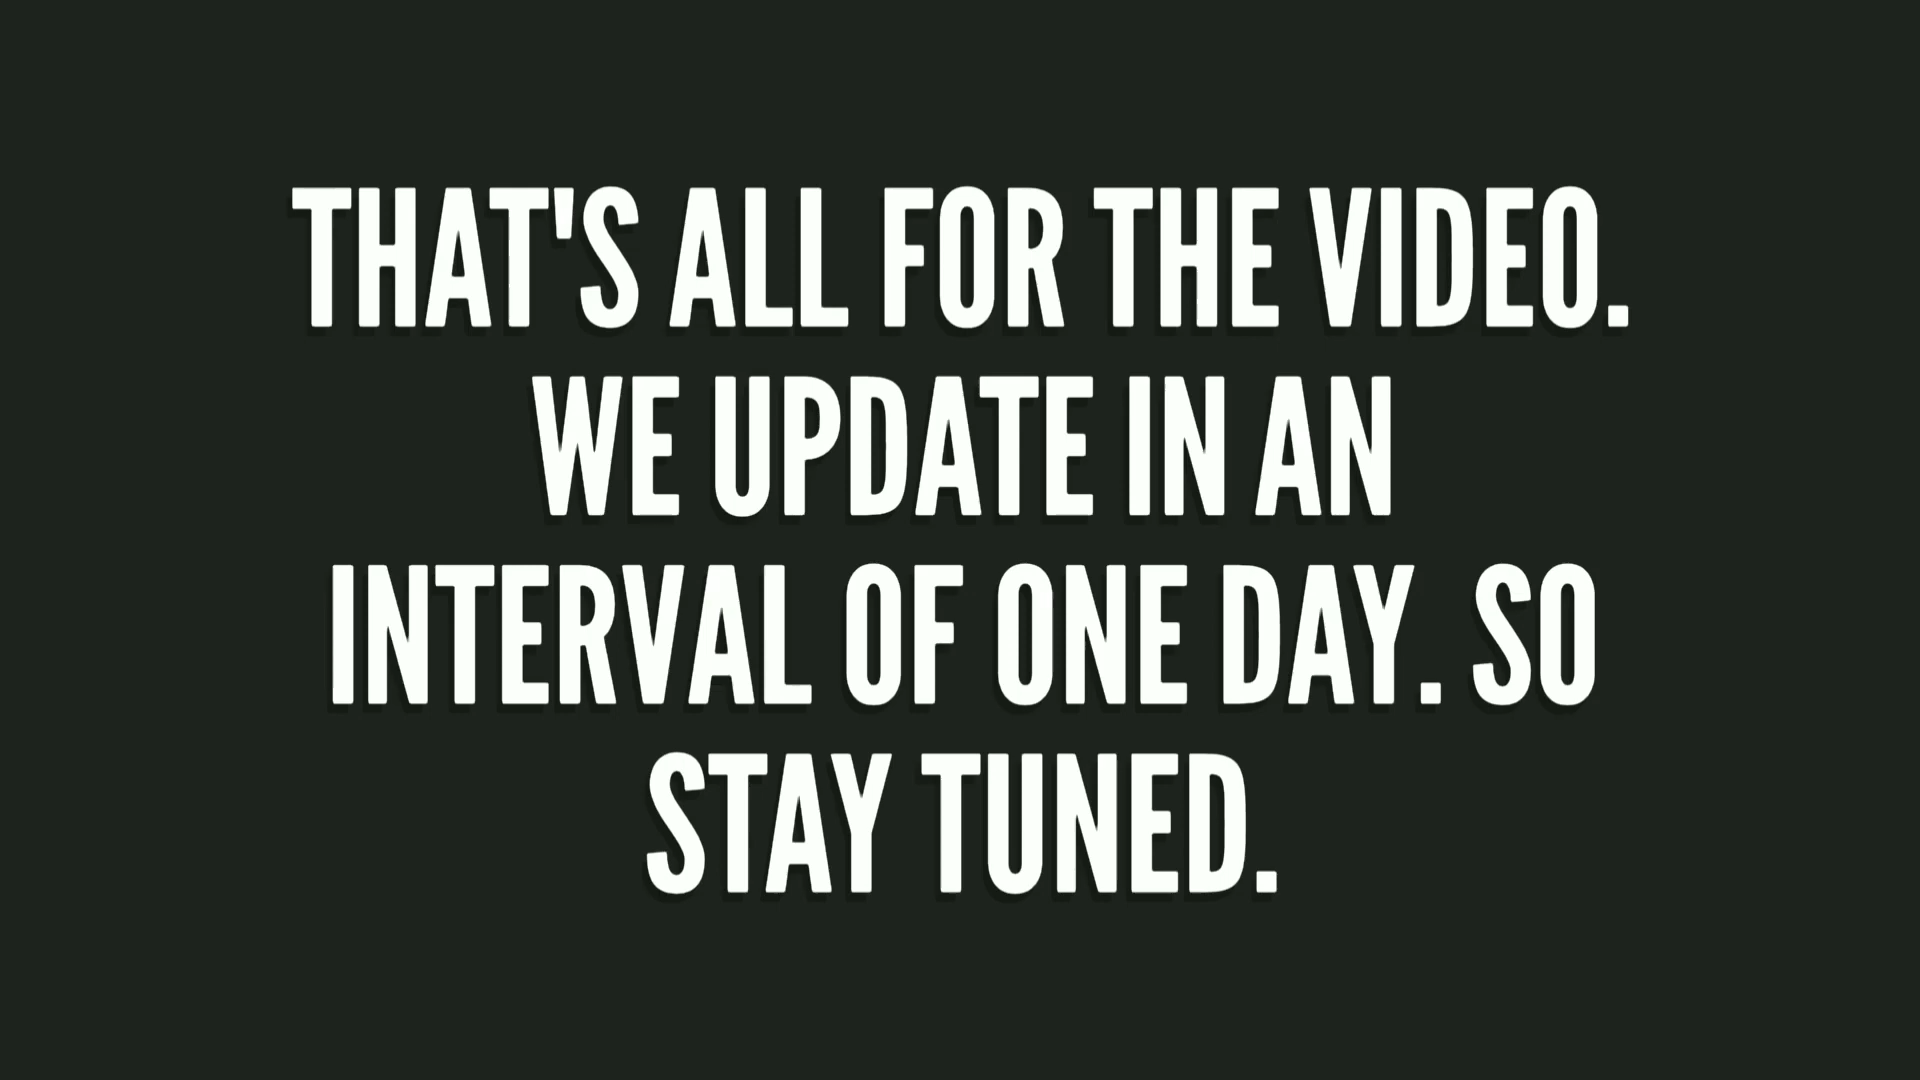 THAT'S ALL FOR THE VIDEO.
WE UPDATE IN AN
INTERVAL OF ONE DAY. SO
STAY TUNED.